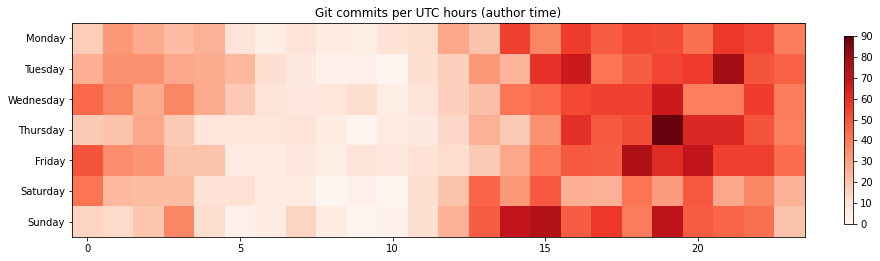 Git commits per UTC hours (author time)
Monday
Tuesday
Wednesday
Thursday
Friday
Saturday
Sunday
0 5 10 15 20
90
80
70
60
50
40
30
20
10
0